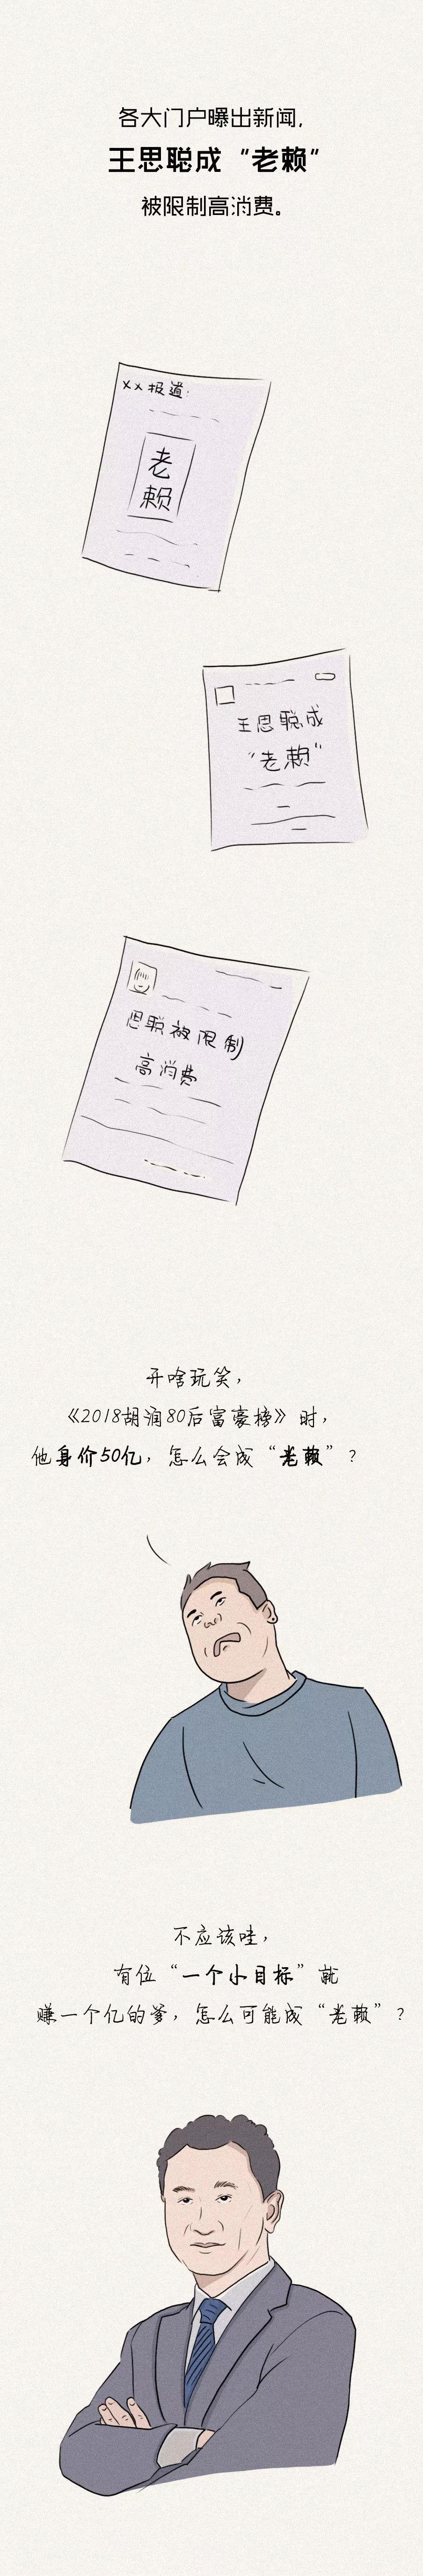 各大门户曝出新闻,
王思聪成“老赖”
被限制高消费。
xx报道:
老
赖
王思聪成
“老赖”
思聪被限制
高消费
开啥玩笑,
《2018胡润80后富豪榜》时,
他身价50亿，怎么会成“老赖”?
不应该哇,
有位“一个小目标”就
赚一个亿的爹，怎么可能成“老赖”?